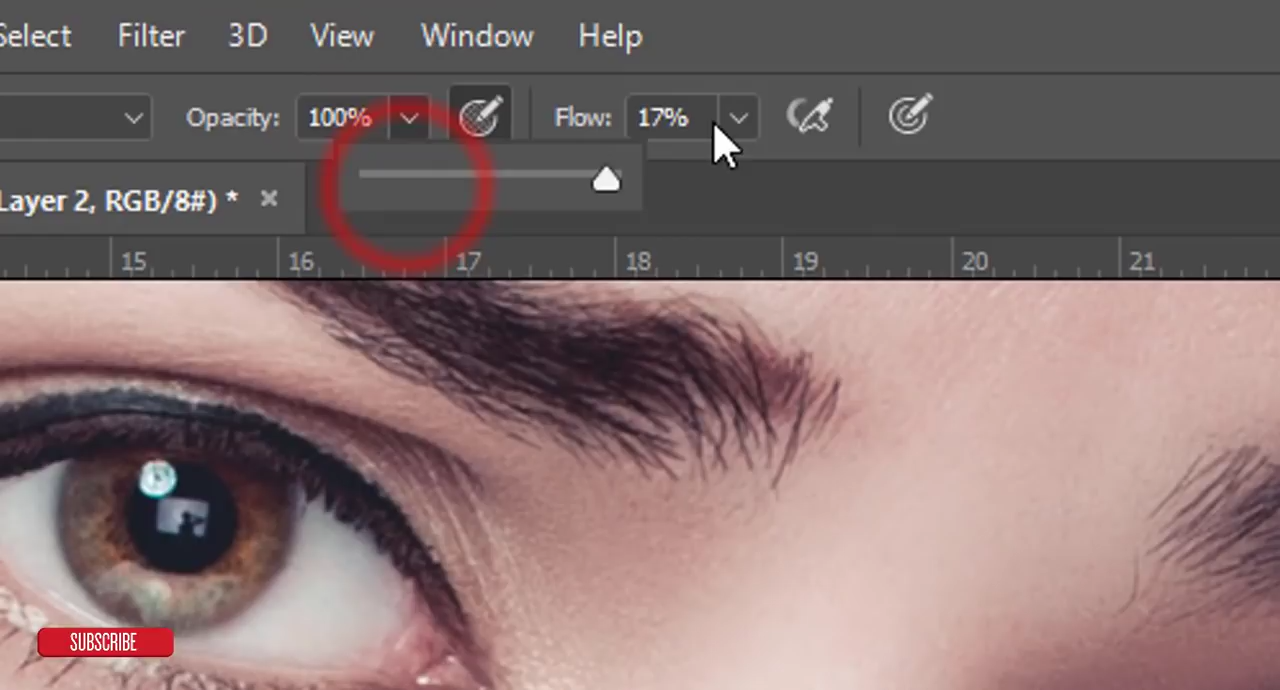 Select Filter 3D View Window Help
Opacity: 100% Flow: 17%
Layer 2, RGB/8#) * ×
15 16 17 18 19 20 21
SUBSCRIBE